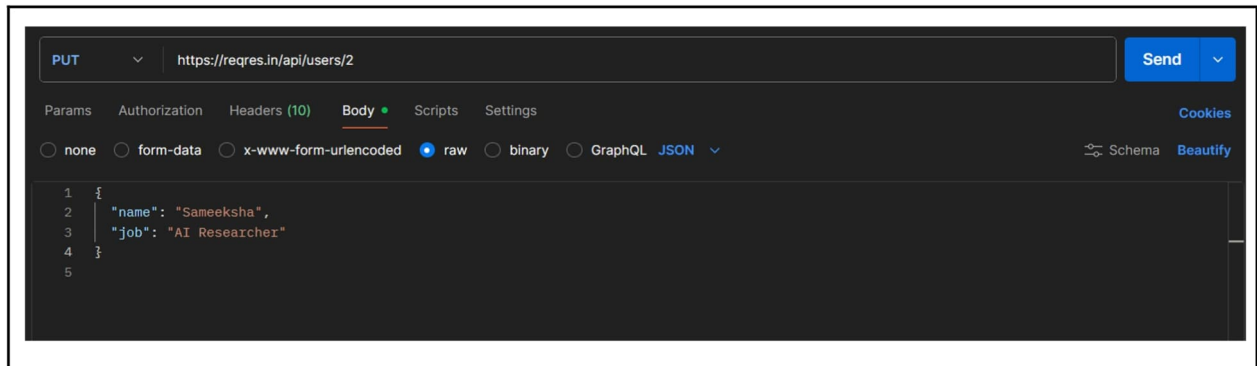 PUT https://reqres.in/api/users/2 Send
Params Authorization Headers (10) Body Scripts Settings Cookies
none form-data x-www-form-urlencoded raw binary GraphQL JSON Schema Beautify
1 {
2 "name": "Sameeksha",
3 "job": "AI Researcher"
4 }
5